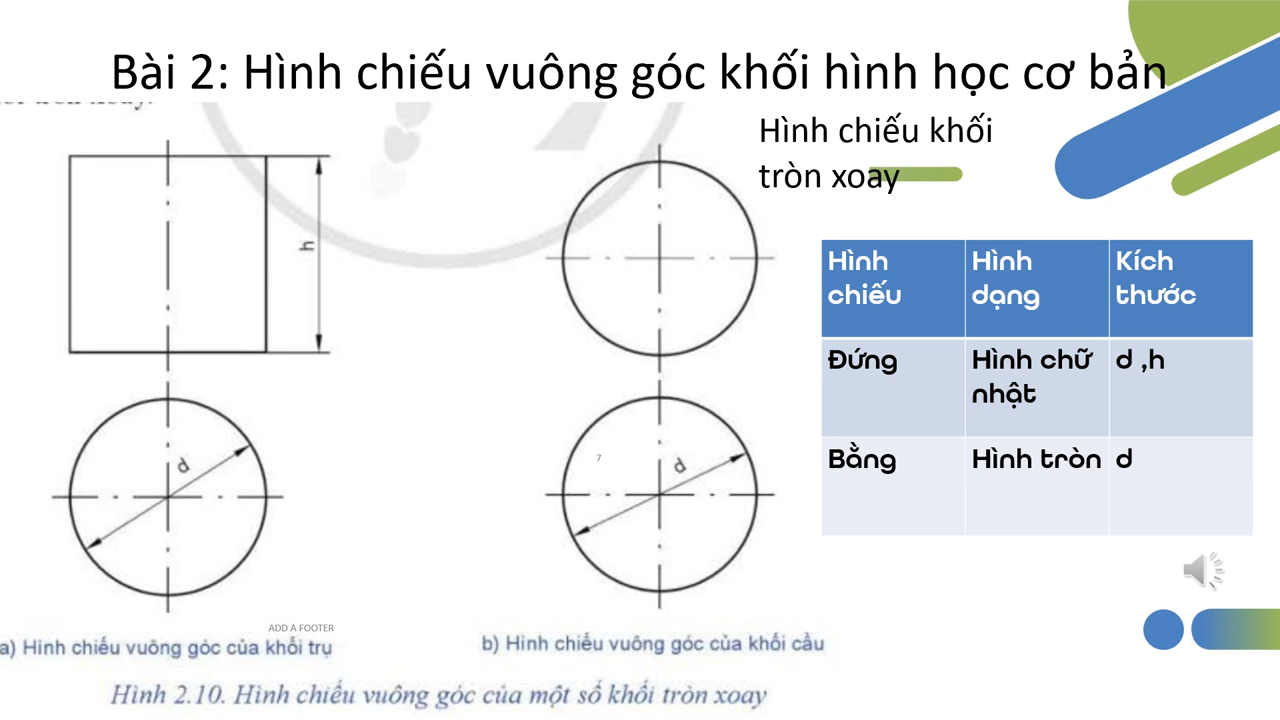 Bài 2: Hình chiếu vuông góc khối hình học cơ bản
Hình chiếu khối
tròn xoay
h
d
7
d
Hình
chiếu
Hình
dạng
Kích
thước
Đứng
Hình chữ
nhật
d ,h
Bằng
Hình tròn
d
ADD A FOOTER
a) Hình chiếu vuông góc của khối trụ
b) Hình chiếu vuông góc của khối cầu
Hình 2.10. Hình chiếu vuông góc của một số khối tròn xoay